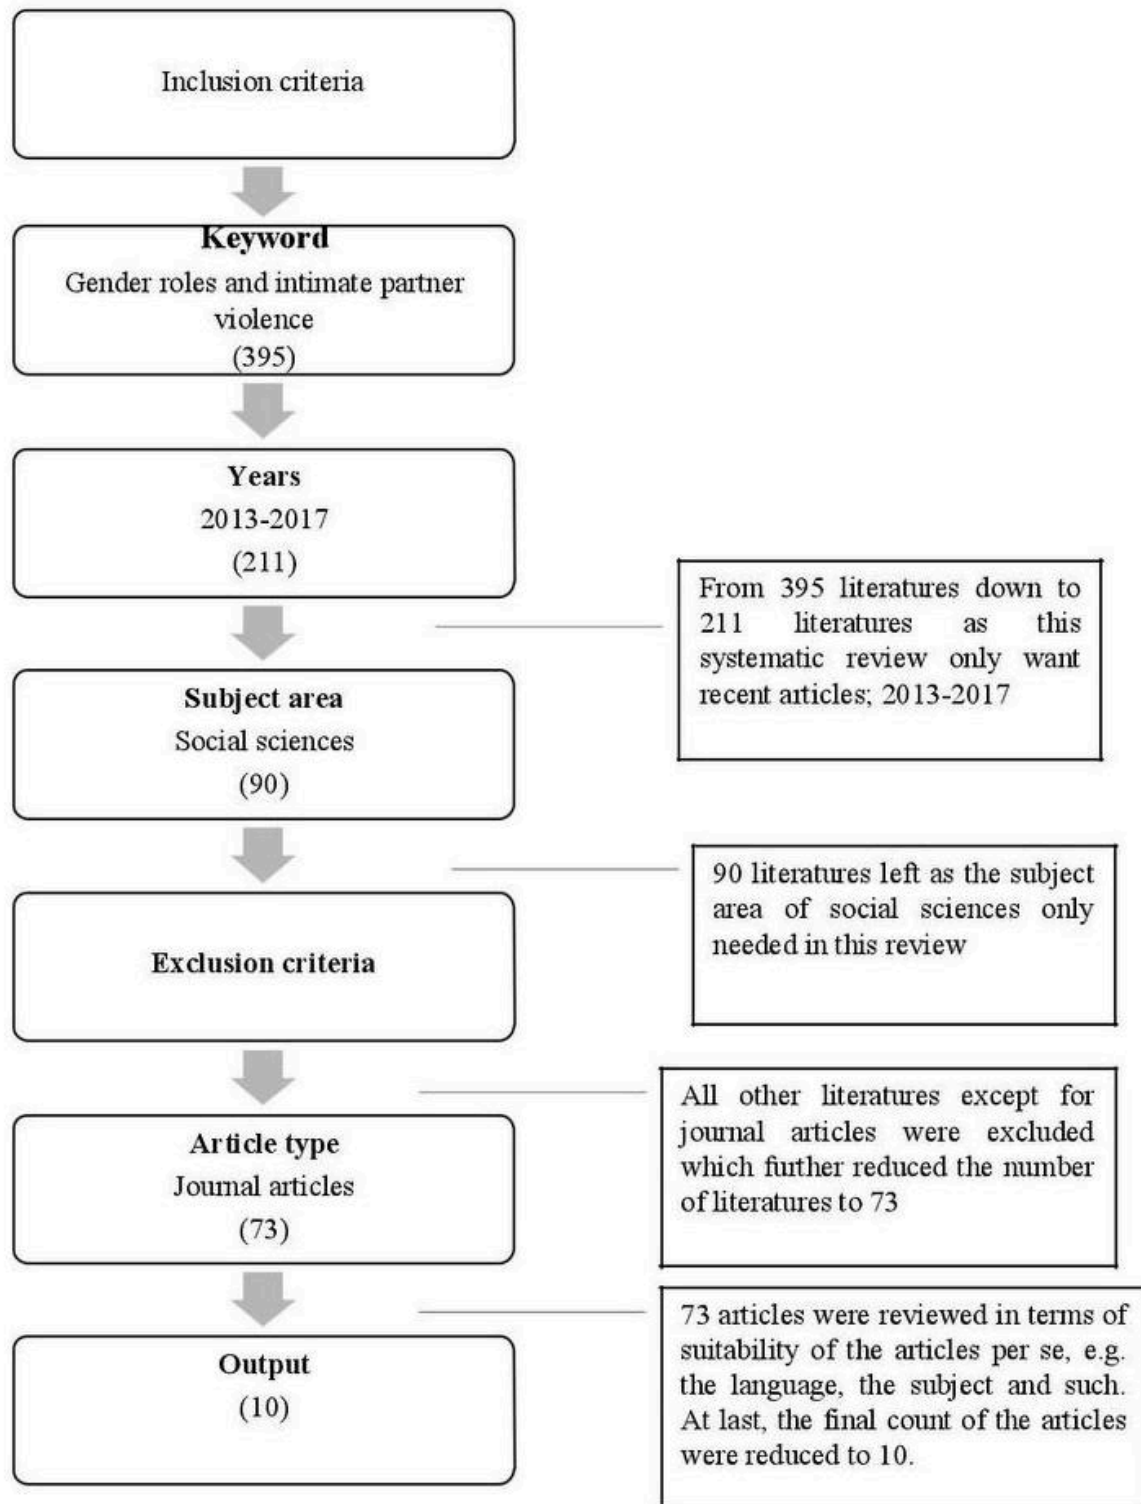 Inclusion criteria
Keyword
Gender roles and intimate partner
violence
(395)
Years
2013-2017
(211)
From 395 literatures down to
211 literatures as this
systematic review only want
recent articles; 2013-2017
Subject area
Social sciences
(90)
90 literatures left as the subject
area of social sciences only
needed in this review
Exclusion criteria
All other literatures except for
journal articles were excluded
which further reduced the number
of literatures to 73
Article type
Journal articles
(73)
73 articles were reviewed in terms of
suitability of the articles per se, e.g.
the language, the subject and such.
At last, the final count of the articles
were reduced to 10.
Output
(10)